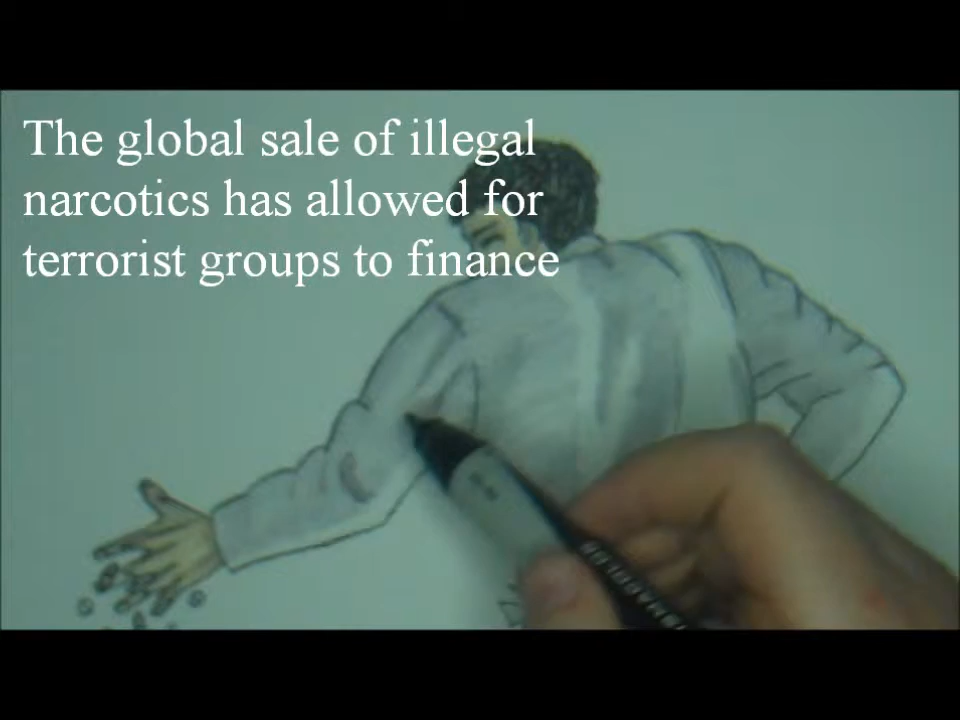 The global sale of illegal
narcotics has allowed for
terrorist groups to finance